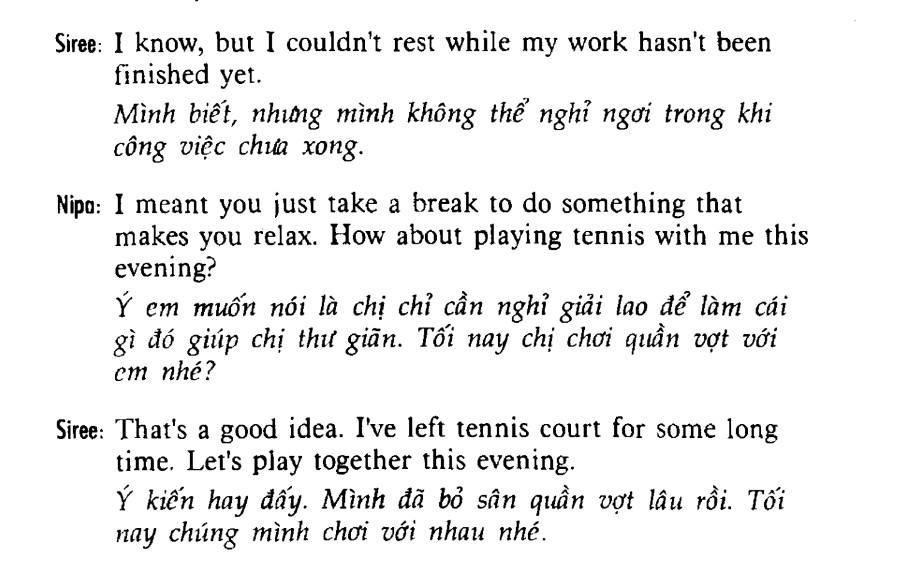 Siree: I know, but I couldn't rest while my work hasn't been
finished yet.
Mình biết, nhưng mình không thể nghỉ ngơi trong khi
công việc chưa xong.
Nipa: I meant you just take a break to do something that
makes you relax. How about playing tennis with me this
evening?
Ý em muốn nói là chị chỉ cần nghỉ giải lao để làm cái
gì đó giúp chị thư giãn. Tối nay chị chơi quần vợt với
em nhé?
Siree: That's a good idea. I've left tennis court for some long
time. Let's play together this evening.
Ý kiến hay đấy. Mình đã bỏ sân quần vợt lâu rồi. Tối
nay chúng mình chơi với nhau nhé.